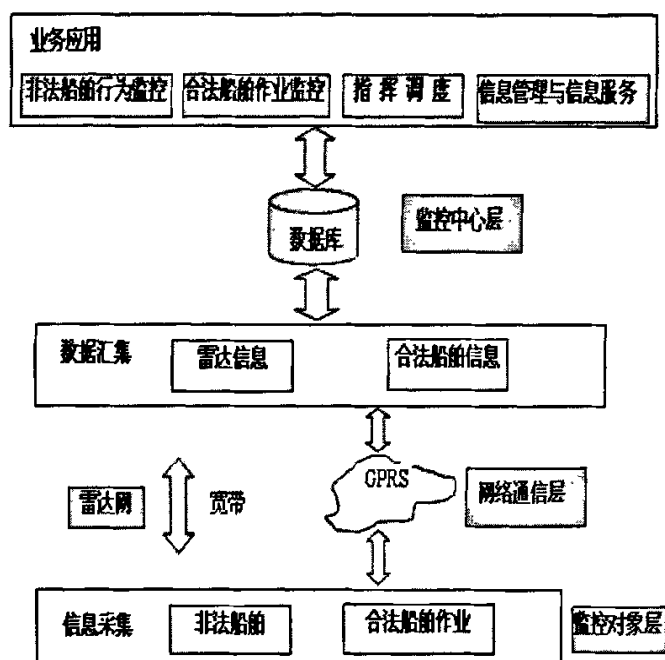 业务应用
非法船舶行为监控 合法船舶作业监控 指挥调度 信息管理与信息服务
数据库 监控中心层
数据汇集 雷达信息 合法船舶信息
雷达网 宽带 GPRS 网络通信层
信息采集 非法船舶 合法船舶作业 监控对象层